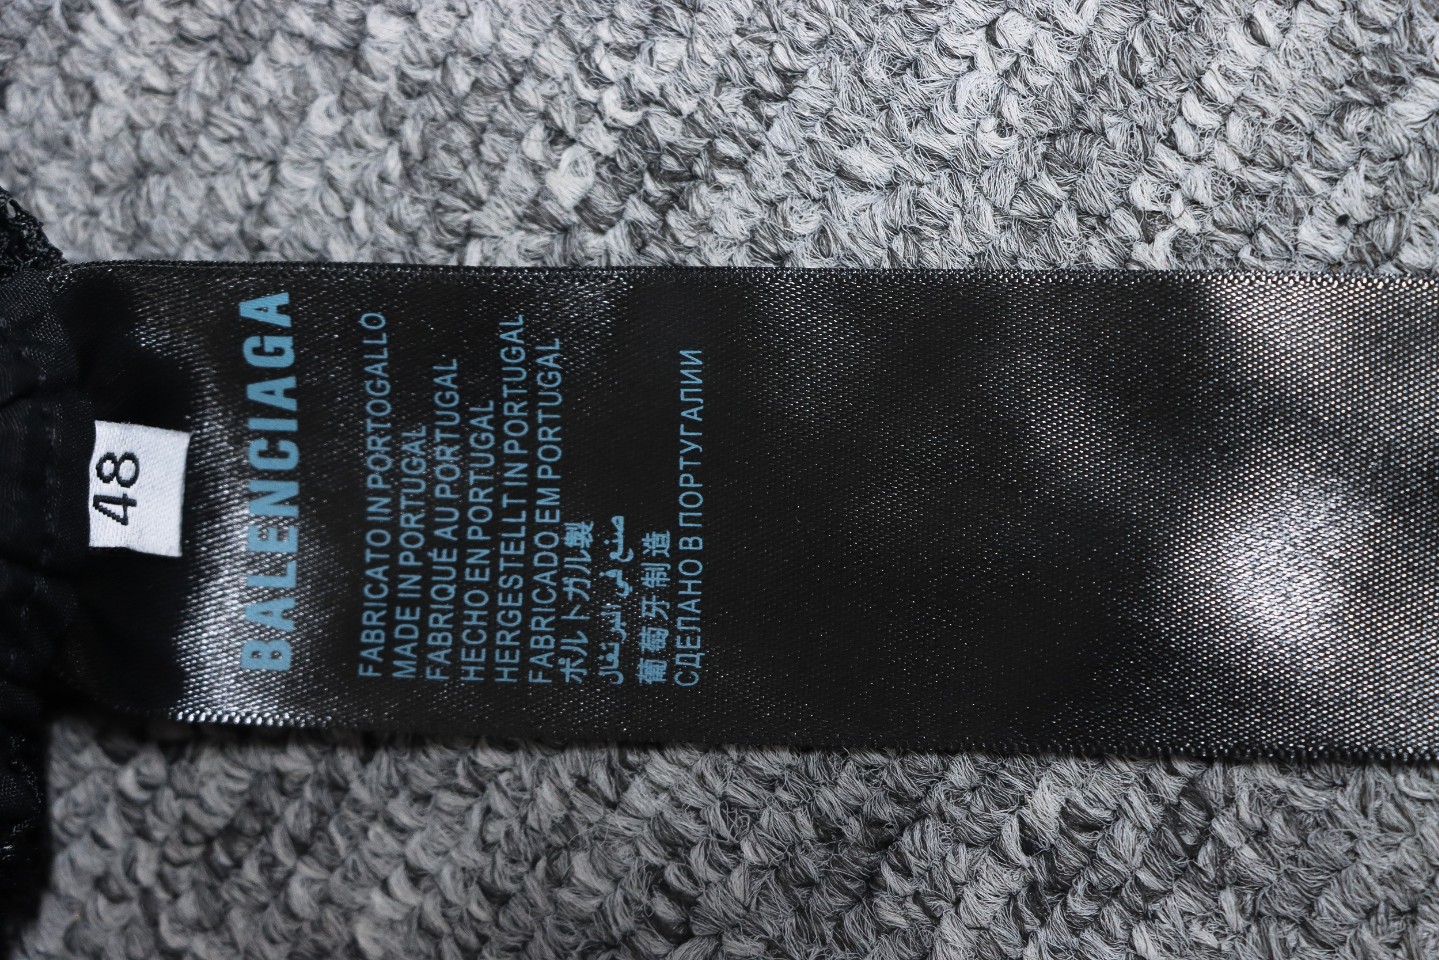 48
BALENCIAGA
FABRICATO IN PORTOGALLO
MADE IN PORTUGAL
FABRIQUÉ AU PORTUGAL
HECHO EN PORTUGAL
HERGESTELLT IN PORTUGAL
FABRICADO EM PORTUGAL
ポルトガル製
صنع في البرتغال
葡萄牙制造
СДЕЛАНО В ПОРТУГАЛИИ